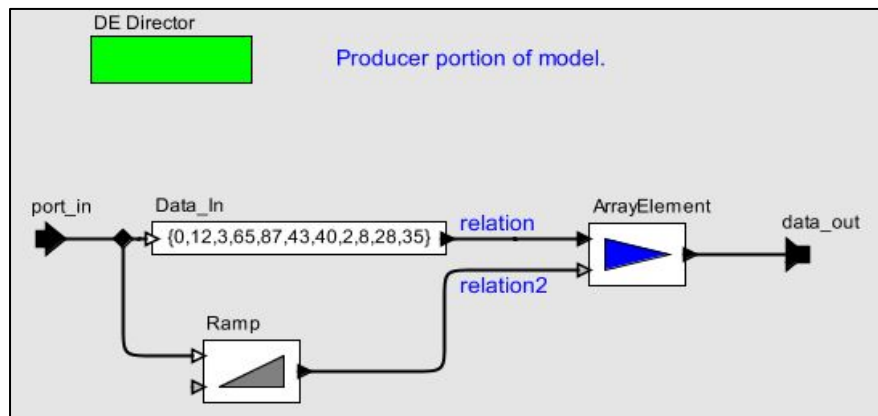 DE Director
Producer portion of model.
port_in
Data_In
{0,12,3,65,87,43,40,2,8,28,35}
relation
ArrayElement
data_out
relation2
Ramp